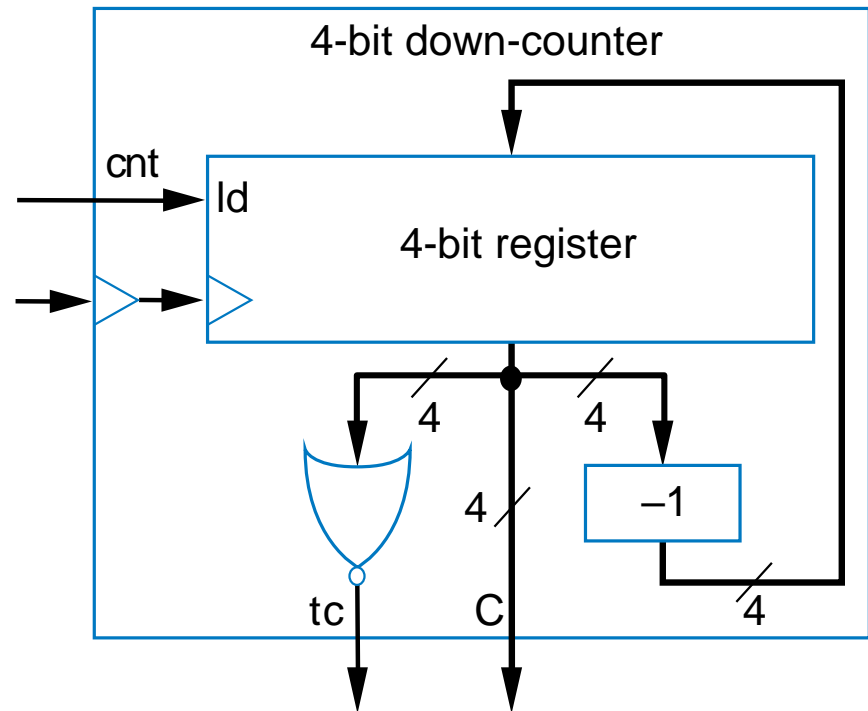 4-bit down-counter
cnt
ld
4-bit register
4
4
4
–1
4
tc
C